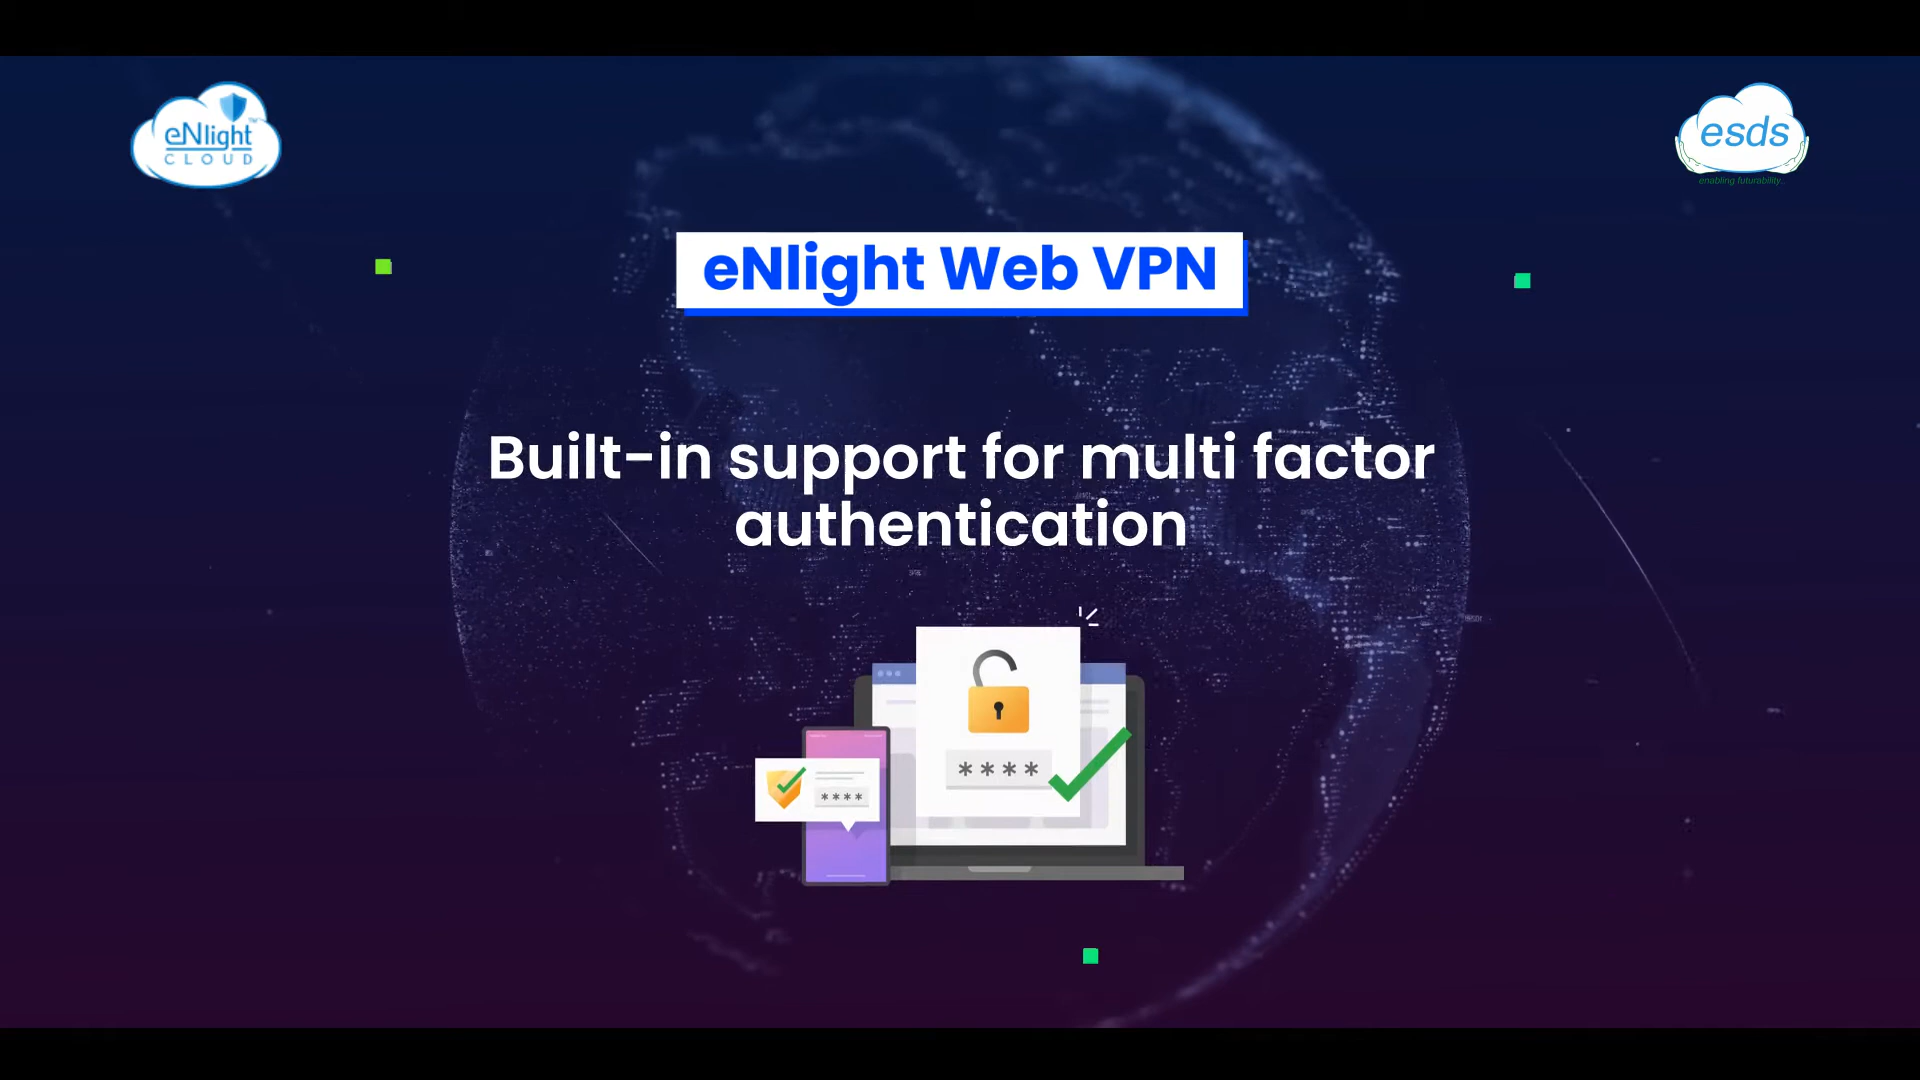 eNlight
CLOUD
esds
enabling futurability.
eNlight Web VPN
Built-in support for multi factor
authentication
****
****